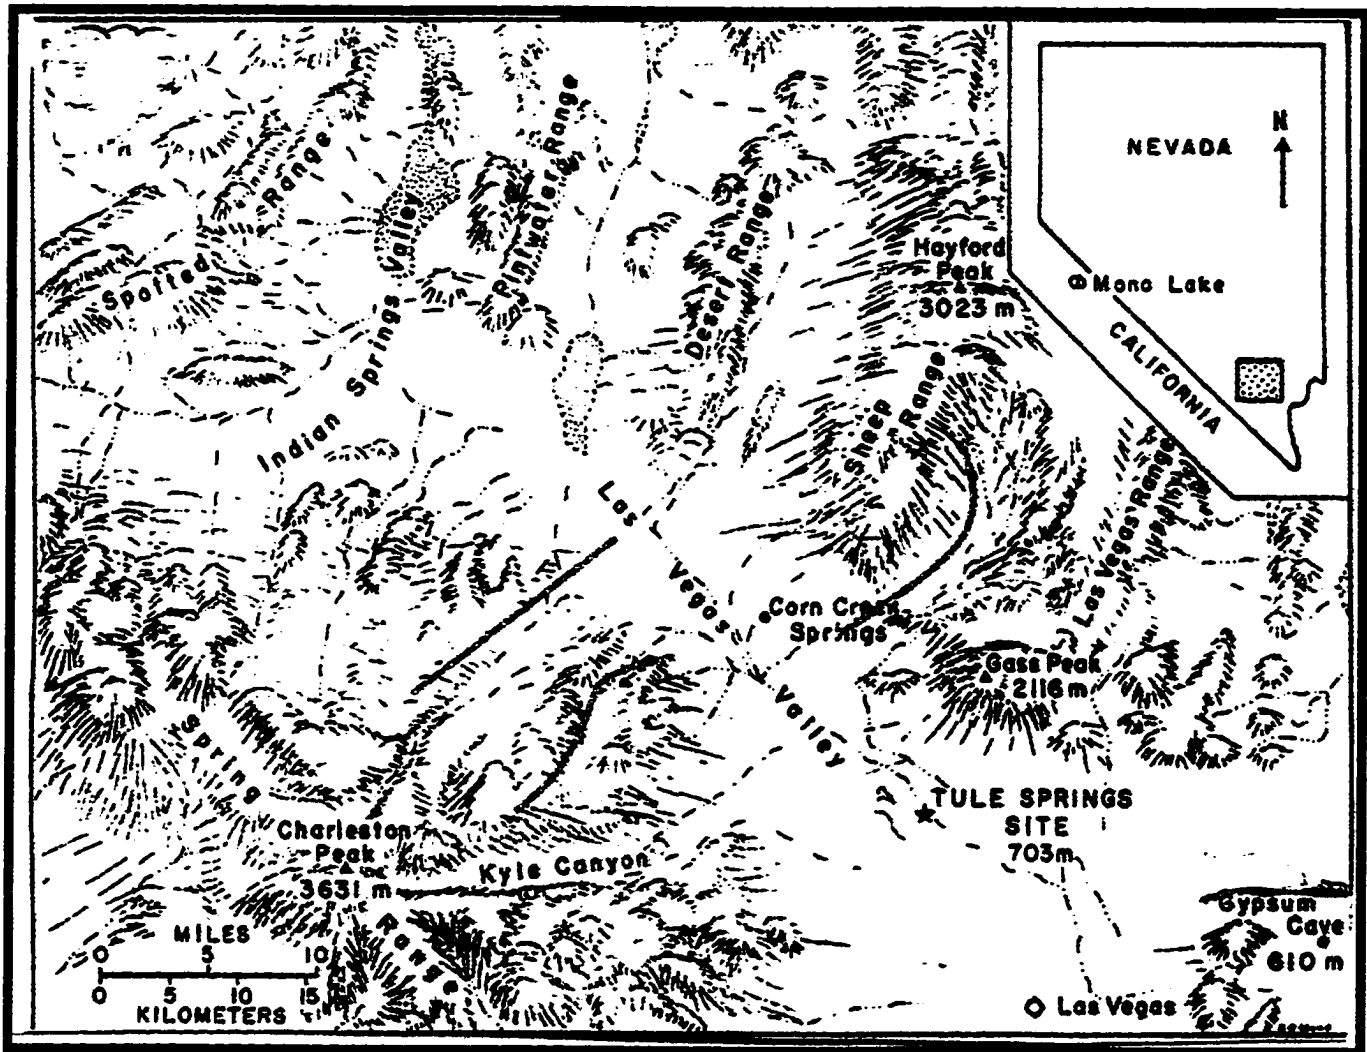 NEVADA
N
Mono Lake
CALIFORNIA
Spotted Range
Indian Springs Valley
Pintwater Range
Desert Range
Hayford
Peak
3023 m
Sheep
Range
Las Vegas Range
Las Vegas Valley
Corn Creek
Springs
Gass Peak
2116 m
Spring Range
Charleston
Peak
3631 m
Kyle Canyon
TULE SPRINGS
SITE
703m
Gypsum
Cave
610 m
Las Vegas
MILES
0 5 10
0 5 10 15
KILOMETERS